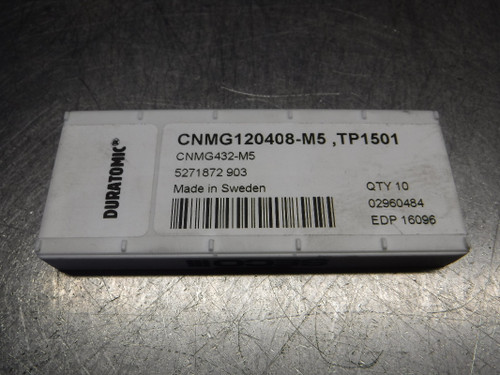 DURATOMIC®
CNMG120408-M5 ,TP1501
CNMG432-M5
5271872 903
Made in Sweden
QTY 10
02960484
EDP 16096